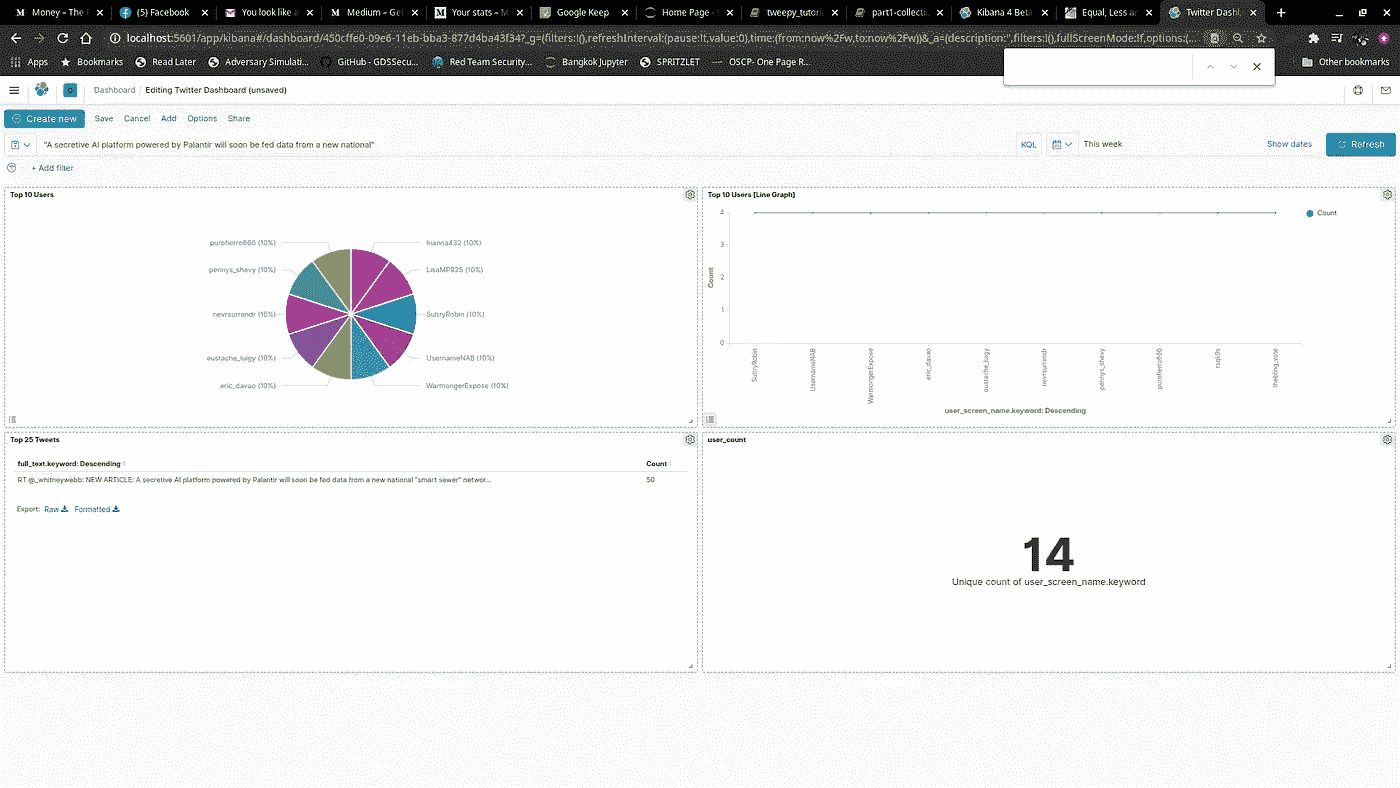 Money – The F
(5) Facebook
You look like a
Medium – Get
Your stats – M
Google Keep
Home Page -
tweepy_tutori
part1-collecti
Kibana 4 Beta
Equal, Less an
Twitter Dashl
localhost:5601/app/kibana#/dashboard/450cffe0-09e6-11eb-bba3-877d4ba43f34?_g=(filters:!(),refreshInterval:(pause:!t,value:0),time:(from:now%2Fw,to:now%2Fw))&_a=(description:'',filters:!(),fullScreenMode:!f,options:(...
Apps
Bookmarks
Read Later
Adversary Simulati...
GitHub - GDSSecu...
Red Team Security...
Bangkok Jupyter
SPRITZLET
OSCP- One Page R...
Other bookmarks
Dashboard / Editing Twitter Dashboard (unsaved)
Create new Save Cancel Add Options Share
"A secretive AI platform powered by Palantir will soon be fed data from a new national"
KQL
This week
Show dates
Refresh
+ Add filter
Top 10 Users
purofierro666 (10%)
pennys_shevy (10%)
nevrsurrendr (10%)
eustache_luigy (10%)
eric_davao (10%)
Inanna432 (10%)
LisaMP925 (10%)
SultryRobin (10%)
UsernameNAB (10%)
WarmongerExpose (10%)
Top 10 Users [Line Graph]
4
3
2
1
0
Count
Count
SultryRobin
UsernameNAB
WarmongerExpose
eric_davao
eustache_luigy
nevrsurrendr
pennys_shevy
purofierro666
thebling_vote
user_screen_name.keyword: Descending
Top 25 Tweets
full_text.keyword: Descending
Count
RT @_whitneywebb: NEW ARTICLE: A secretive AI platform powered by Palantir will soon be fed data from a new national "smart sewer" networ...
50
Export: Raw Formatted
user_count
14
Unique count of user_screen_name.keyword